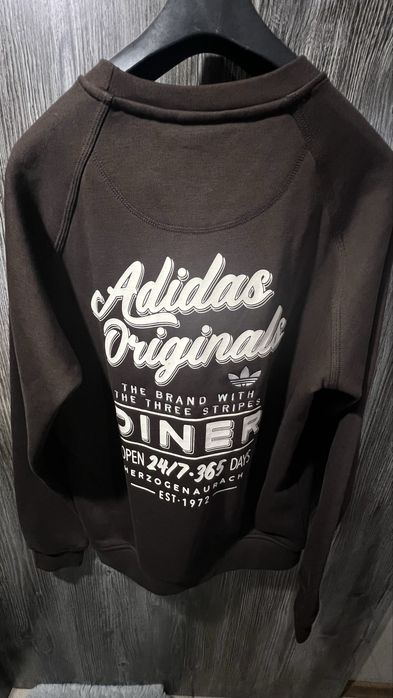 Adidas
Originals
THE BRAND WITH
THE THREE STRIPES
DINER
OPEN 24/7·365 DAYS
HERZOGENAURACH
EST·1972